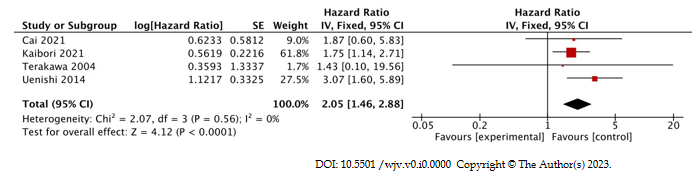 Hazard Ratio Hazard Ratio
Study or Subgroup log[Hazard Ratio] SE Weight IV, Fixed, 95% CI IV, Fixed, 95% CI
Cai 2021 0.6233 0.5812 9.0% 1.87 [0.60, 5.83]
Kaibori 2021 0.5619 0.2216 61.8% 1.75 [1.14, 2.71]
Terakawa 2004 0.3593 1.3337 1.7% 1.43 [0.10, 19.56]
Uenishi 2014 1.1217 0.3325 27.5% 3.07 [1.60, 5.89]
Total (95% CI) 100.0% 2.05 [1.46, 2.88]
Heterogeneity: Chi² = 2.07, df = 3 (P = 0.56); I² = 0%
Test for overall effect: Z = 4.12 (P < 0.0001)
0.05 0.2 1 5 20
Favours [experimental] Favours [control]
DOI: 10.5501 /wjv.v0.i0.0000 Copyright © The Author(s) 2023.